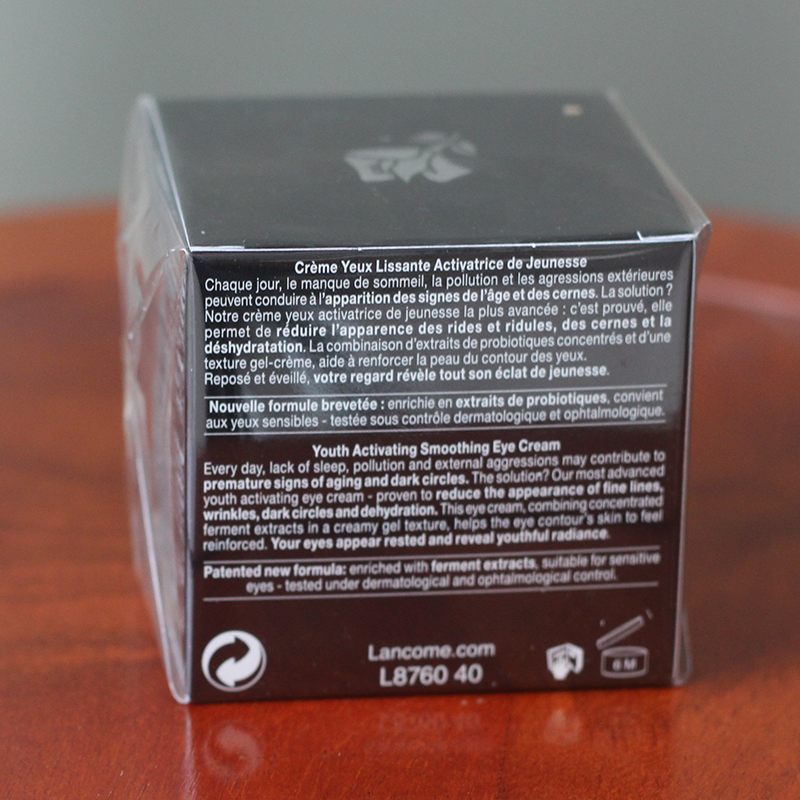 Crème Yeux Lissante Activatrice de Jeunesse
Chaque jour, le manque de sommeil, la pollution et les agressions extérieures
peuvent conduire à l'apparition des signes de l'âge et des cernes. La solution ?
Notre crème yeux activatrice de jeunesse la plus avancée : c'est prouvé, elle
permet de réduire l'apparence des rides et ridules, des cernes et la
déshydratation. La combinaison d'extraits de probiotiques concentrés et d'une
texture gel-crème, aide à renforcer la peau du contour des yeux.
Reposé et éveillé, votre regard révèle tout son éclat de jeunesse.
Nouvelle formule brevetée : enrichie en extraits de probiotiques, convient
aux yeux sensibles - testée sous contrôle dermatologique et ophtalmologique.
Youth Activating Smoothing Eye Cream
Every day, lack of sleep, pollution and external aggressions may contribute to
premature signs of aging and dark circles. The solution? Our most advanced
youth activating eye cream - proven to reduce the appearance of fine lines,
wrinkles, dark circles and dehydration. This eye cream, combining concentrated
ferment extracts in a creamy gel texture, helps the eye contour's skin to feel
reinforced. Your eyes appear rested and reveal youthful radiance.
Patented new formula: enriched with ferment extracts, suitable for sensitive
eyes - tested under dermatological and ophtalmological control.
Lancome.com
L8760 40
6 M